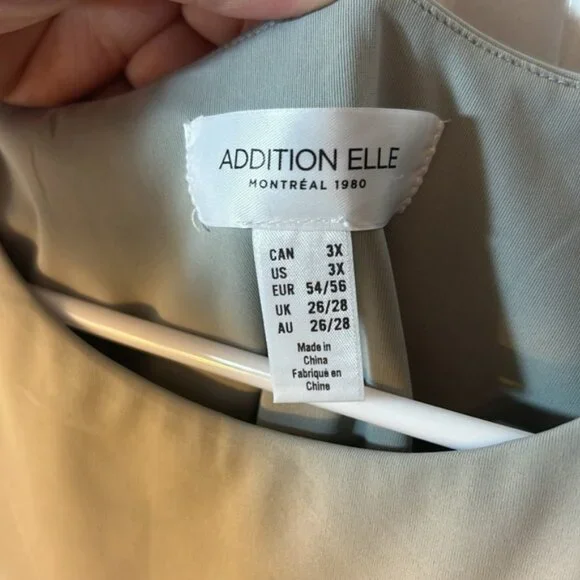 ADDITION ELLE
MONTRÉAL 1980
CAN 3X
US 3X
EUR 54/56
UK 26/28
AU 26/28
Made in
China
Fabriqué en
Chine